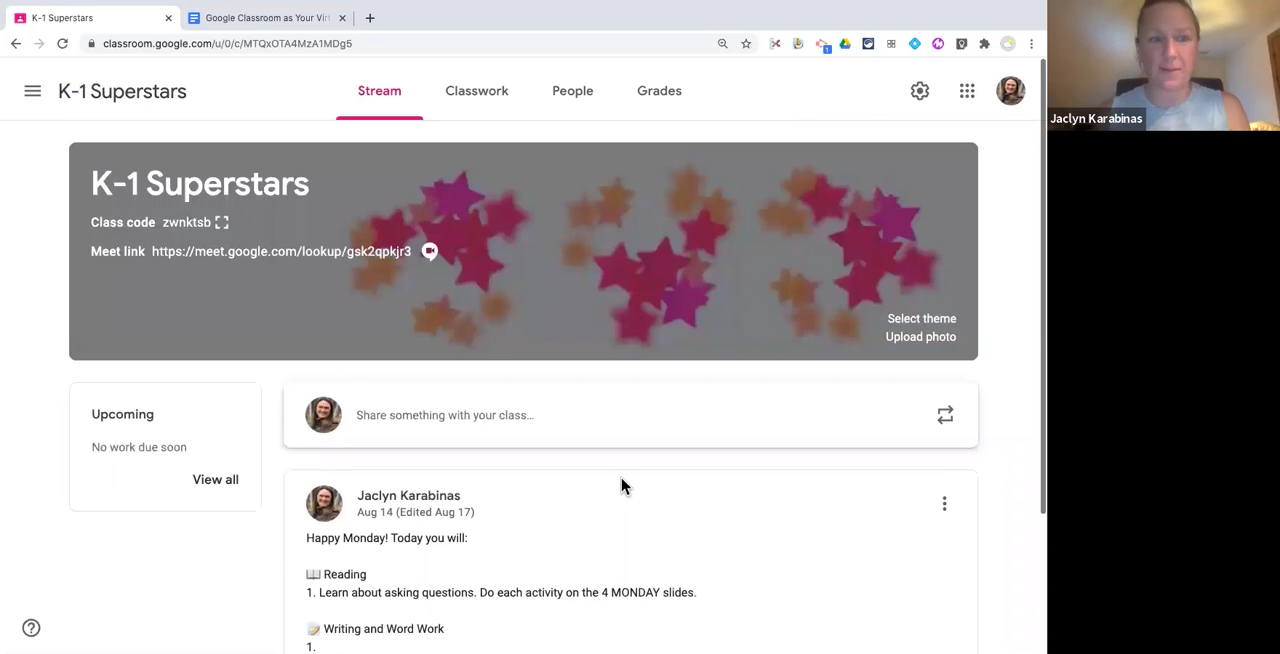 K-1 Superstars
Google Classroom as Your Virt
classroom.google.com/u/0/c/MTQxOTA4MzA1MDg5
1
K-1 Superstars
Stream
Classwork
People
Grades
Jaclyn Karabinas
K-1 Superstars
Class code zwnktsb
Meet link https://meet.google.com/lookup/gsk2qpkjr3
Select theme
Upload photo
Upcoming
No work due soon
View all
Share something with your class...
Jaclyn Karabinas
Aug 14 (Edited Aug 17)
Happy Monday! Today you will:
📖 Reading
1. Learn about asking questions. Do each activity on the 4 MONDAY slides.
📝 Writing and Word Work
1.